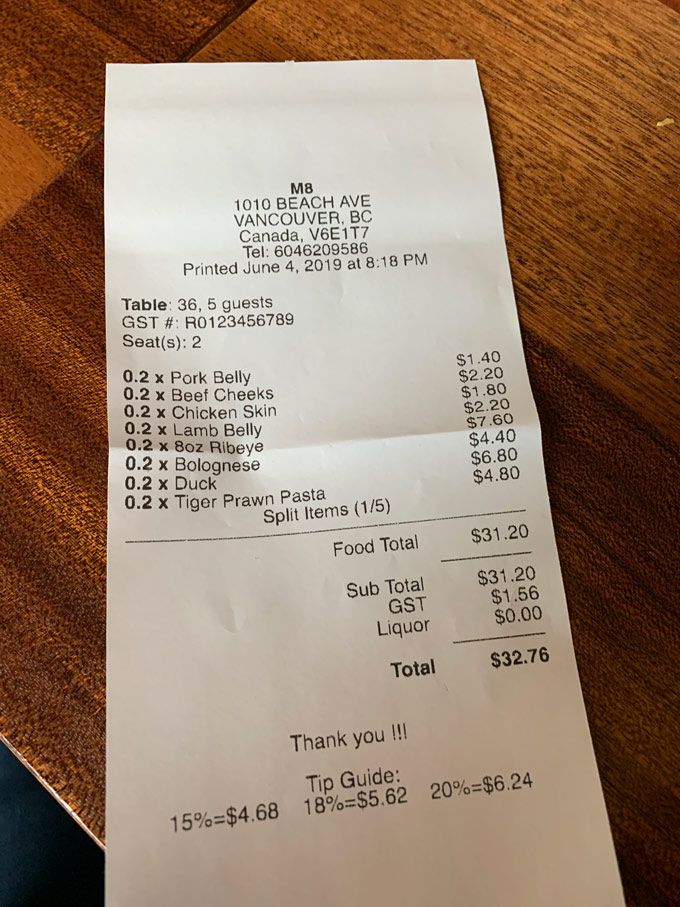 M8
1010 BEACH AVE
VANCOUVER, BC
Canada, V6E1T7
Tel: 6046209586
Printed June 4, 2019 at 8:18 PM
Table: 36, 5 guests
GST #: R0123456789
Seat(s): 2
0.2 x Pork Belly $1.40
0.2 x Beef Cheeks $2.20
0.2 x Chicken Skin $1.80
0.2 x Lamb Belly $2.20
0.2 x 8oz Ribeye $7.60
0.2 x Bolognese $4.40
0.2 x Duck $6.80
0.2 x Tiger Prawn Pasta $4.80
Split Items (1/5)
Food Total $31.20
Sub Total $31.20
GST $1.56
Liquor $0.00
Total $32.76
Thank you !!!
Tip Guide:
15%=$4.68 18%=$5.62 20%=$6.24